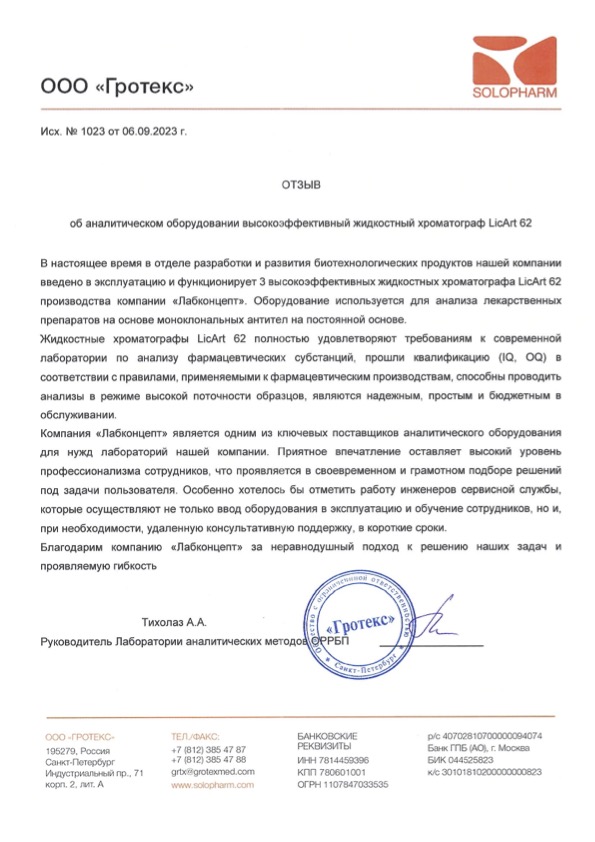 ООО «Гротекс»
SOLOPHARM
Исх. № 1023 от 06.09.2023 г.
ОТЗЫВ
об аналитическом оборудовании высокоэффективный жидкостный хроматограф LicArt 62
В настоящее время в отделе разработки и развития биотехнологических продуктов нашей компании
введено в эксплуатацию и функционирует 3 высокоэффективных жидкостных хроматографа LicArt 62
производства компании «Лабконцепт». Оборудование используется для анализа лекарственных
препаратов на основе моноклональных антител на постоянной основе.
Жидкостные хроматографы LicArt 62 полностью удовлетворяют требованиям к современной
лаборатории по анализу фармацевтических субстанций, прошли квалификацию (IQ, OQ) в
соответствии с правилами, применяемыми к фармацевтическим производствам, способны проводить
анализы в режиме высокой поточности образцов, являются надежным, простым и бюджетным в
обслуживании.
Компания «Лабконцепт» является одним из ключевых поставщиков аналитического оборудования
для нужд лабораторий нашей компании. Приятное впечатление оставляет высокий уровень
профессионализма сотрудников, что проявляется в своевременном и грамотном подборе решений
под задачи пользователя. Особенно хотелось бы отметить работу инженеров сервисной службы,
которые осуществляют не только ввод оборудования в эксплуатацию и обучение сотрудников, но и,
при необходимости, удаленную консультативную поддержку, в короткие сроки.
Благодарим компанию «Лабконцепт» за неравнодушный подход к решению наших задач и
проявляемую гибкость
Тихолаз А.А.
Руководитель Лаборатории аналитических методов ОРРБП
Общество с ограниченной ответственностью
«Гротекс»
Санкт-Петербург
ООО «ГРОТЕКС»
195279, Россия
Санкт-Петербург
Индустриальный пр., 71
корп. 2, лит. А
ТЕЛ./ФАКС:
+7 (812) 385 47 87
+7 (812) 385 47 88
grtx@grotexmed.com
www.solopharm.com
БАНКОВСКИЕ
РЕКВИЗИТЫ
ИНН 7814459396
КПП 780601001
ОГРН 1107847033535
р/с 40702810700000094074
Банк ГПБ (АО), г. Москва
БИК 044525823
к/с 30101810200000000823